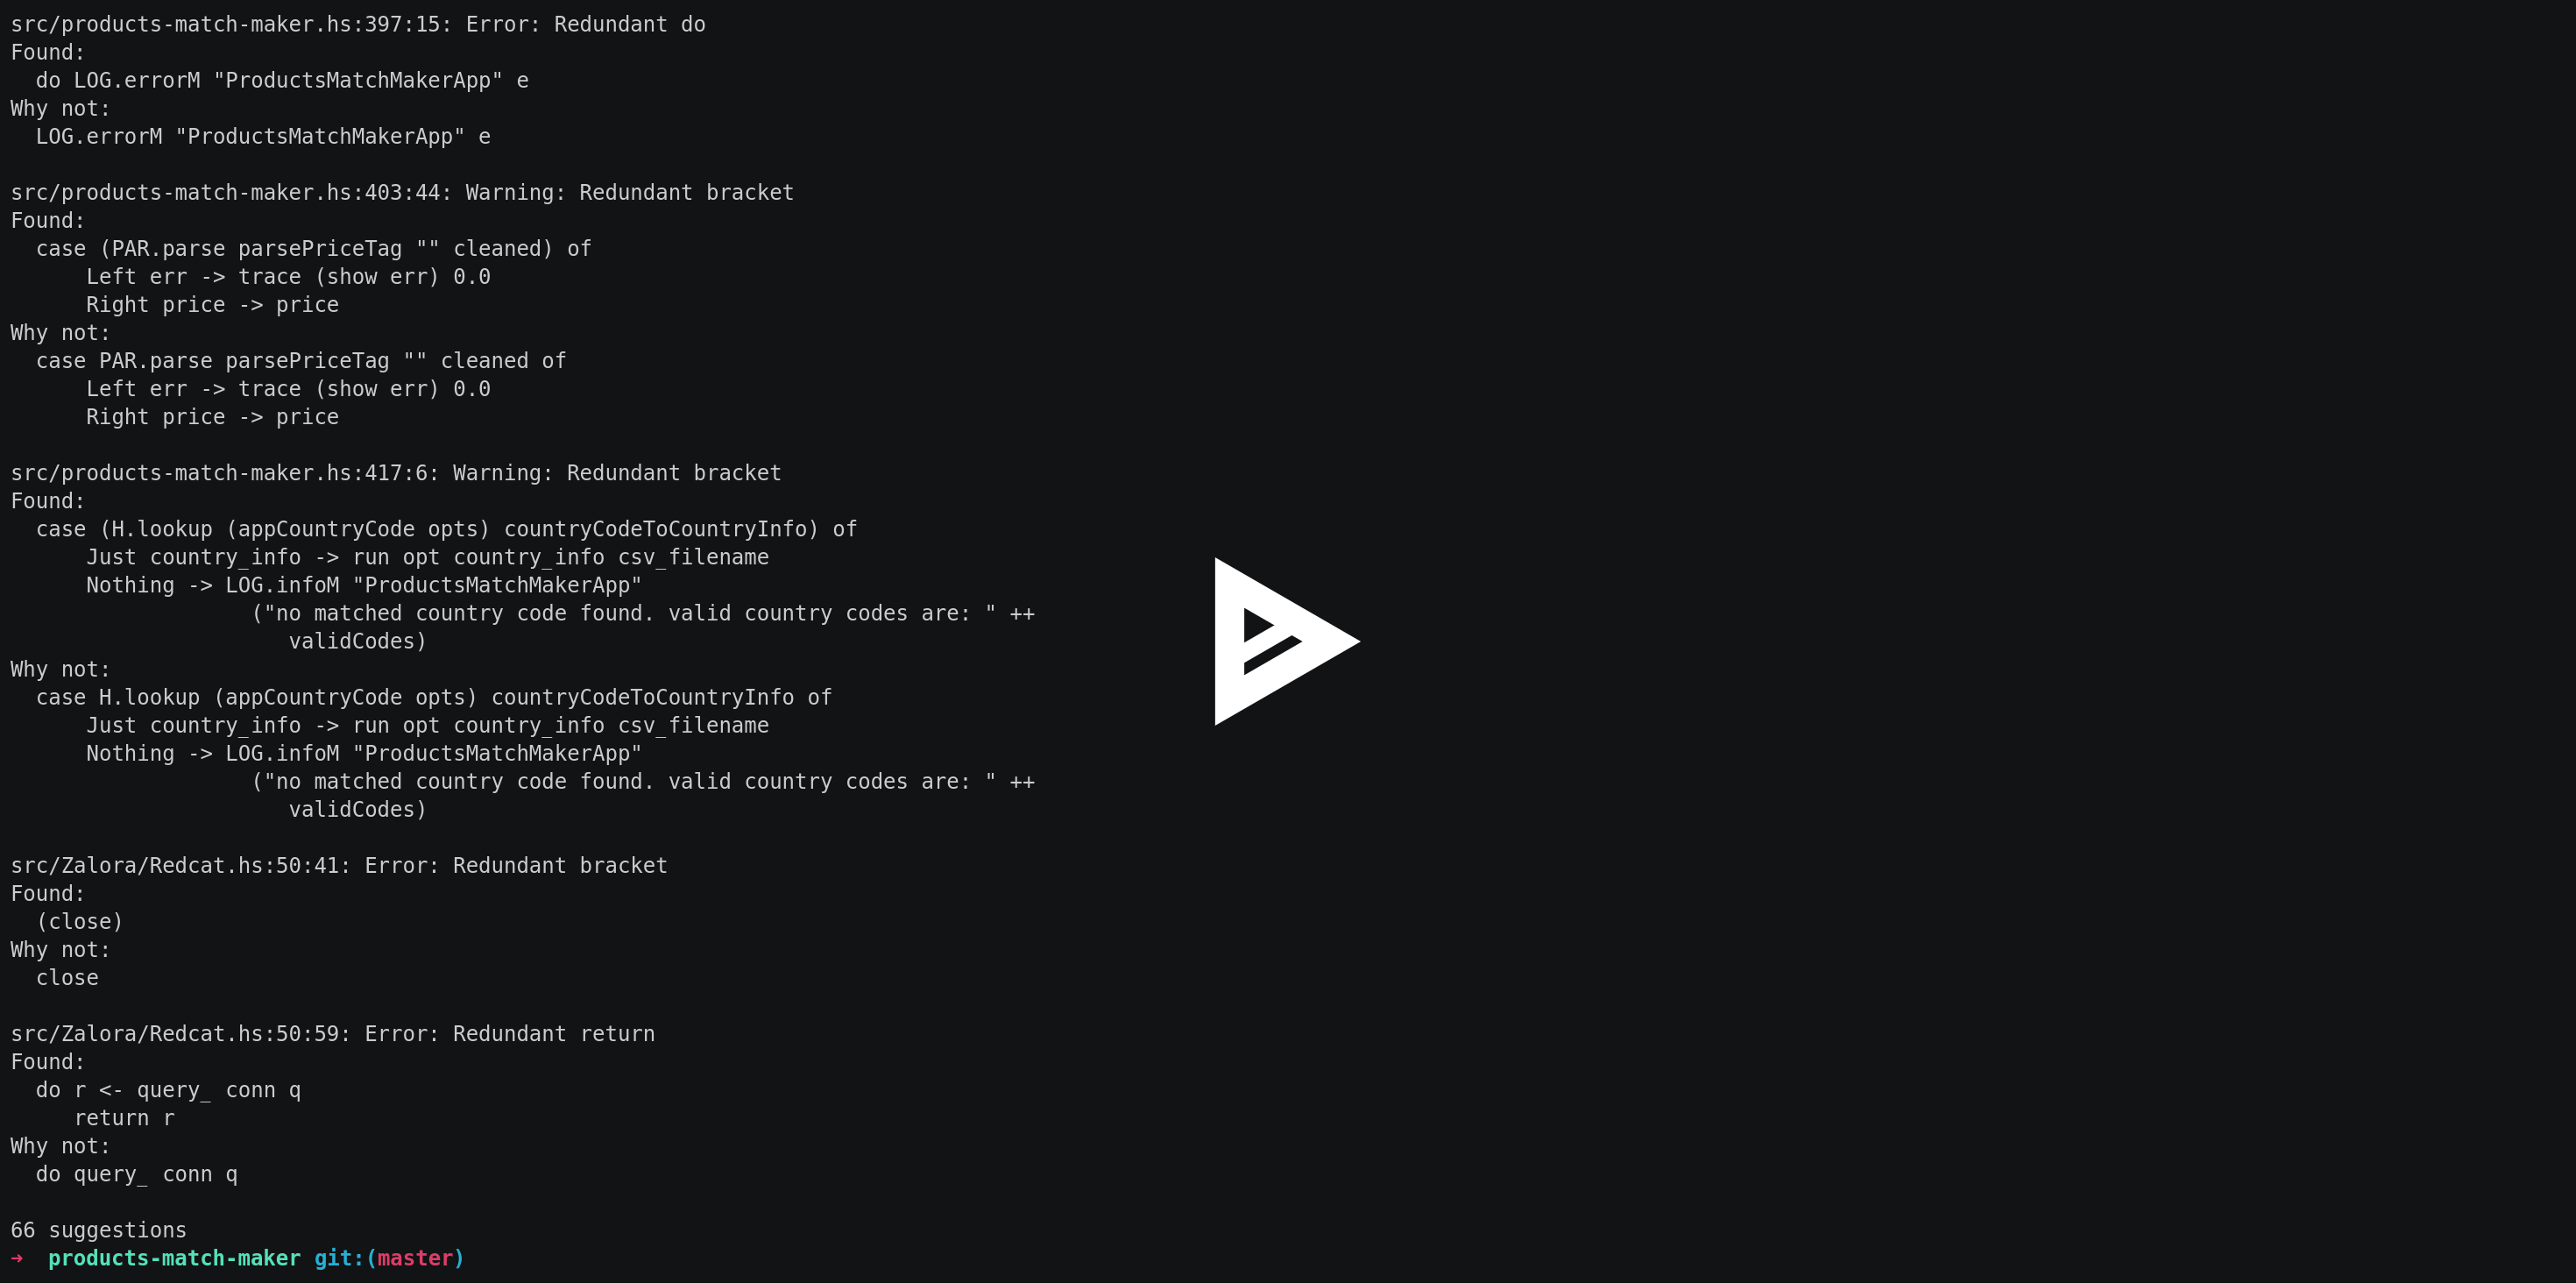 src/products-match-maker.hs:397:15: Error: Redundant do
Found:
  do LOG.errorM "ProductsMatchMakerApp" e
Why not:
  LOG.errorM "ProductsMatchMakerApp" e

src/products-match-maker.hs:403:44: Warning: Redundant bracket
Found:
  case (PAR.parse parsePriceTag "" cleaned) of
      Left err -> trace (show err) 0.0
      Right price -> price
Why not:
  case PAR.parse parsePriceTag "" cleaned of
      Left err -> trace (show err) 0.0
      Right price -> price

src/products-match-maker.hs:417:6: Warning: Redundant bracket
Found:
  case (H.lookup (appCountryCode opts) countryCodeToCountryInfo) of
      Just country_info -> run opt country_info csv_filename
      Nothing -> LOG.infoM "ProductsMatchMakerApp"
                   ("no matched country code found. valid country codes are: " ++
                      validCodes)
Why not:
  case H.lookup (appCountryCode opts) countryCodeToCountryInfo of
      Just country_info -> run opt country_info csv_filename
      Nothing -> LOG.infoM "ProductsMatchMakerApp"
                   ("no matched country code found. valid country codes are: " ++
                      validCodes)

src/Zalora/Redcat.hs:50:41: Error: Redundant bracket
Found:
  (close)
Why not:
  close

src/Zalora/Redcat.hs:50:59: Error: Redundant return
Found:
  do r <- query_ conn q
     return r
Why not:
  do query_ conn q

66 suggestions
➜  products-match-maker git:(master)